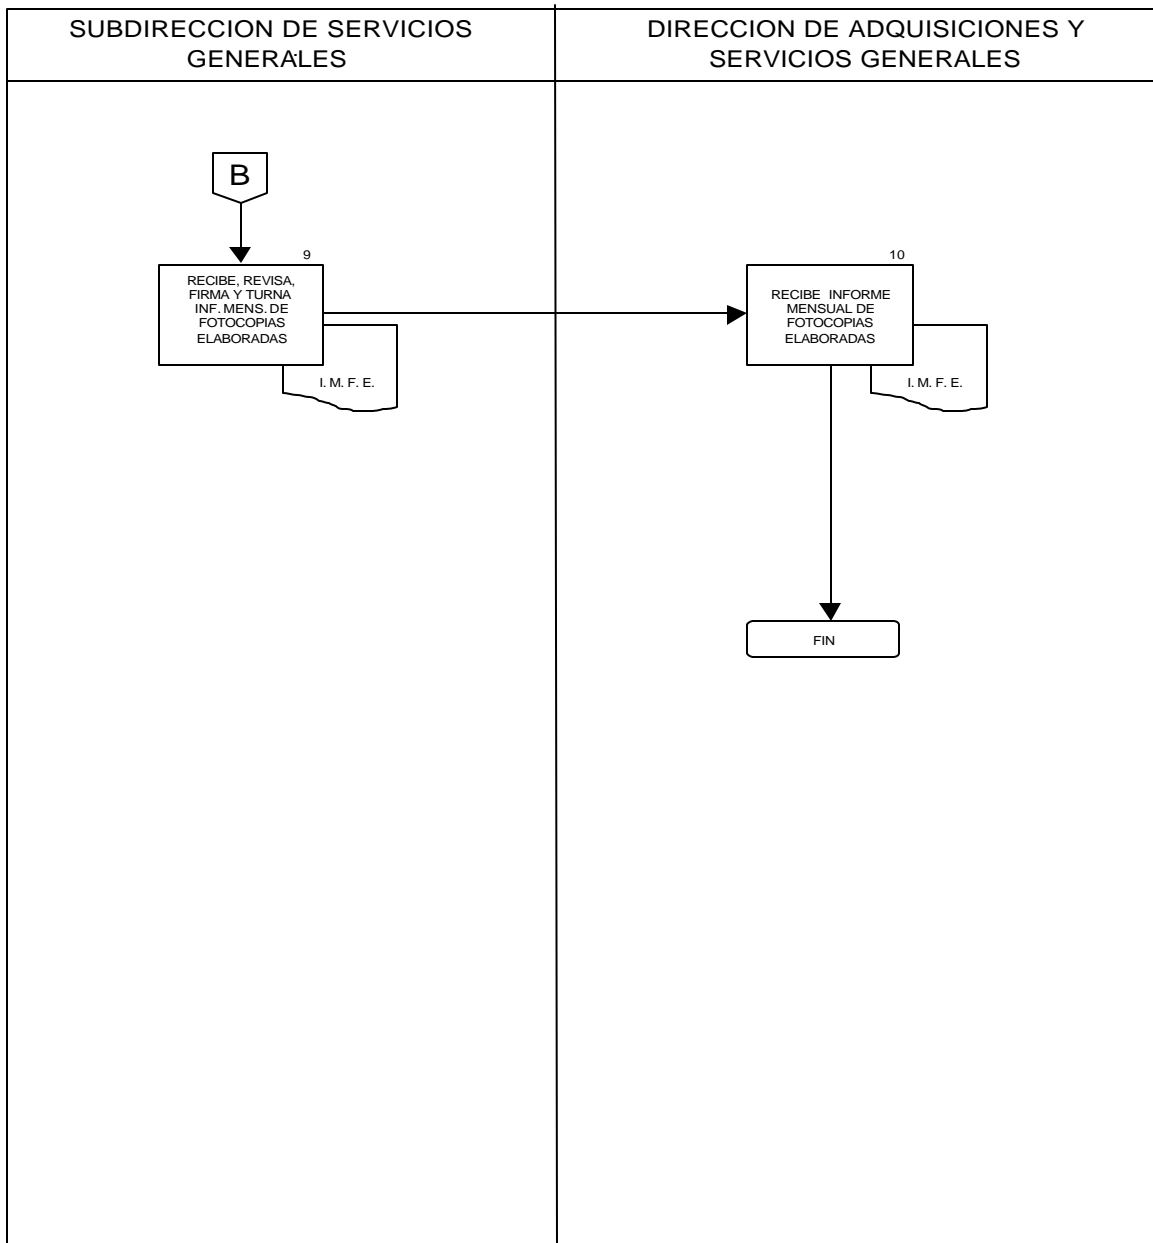 SUBDIRECCION DE SERVICIOS
GENERALES
DIRECCION DE ADQUISICIONES Y
SERVICIOS GENERALES
B
9
RECIBE, REVISA,
FIRMA Y TURNA
INF. MENS. DE
FOTOCOPIAS
ELABORADAS
I. M. F. E.
10
RECIBE INFORME
MENSUAL DE
FOTOCOPIAS
ELABORADAS
I. M. F. E.
FIN